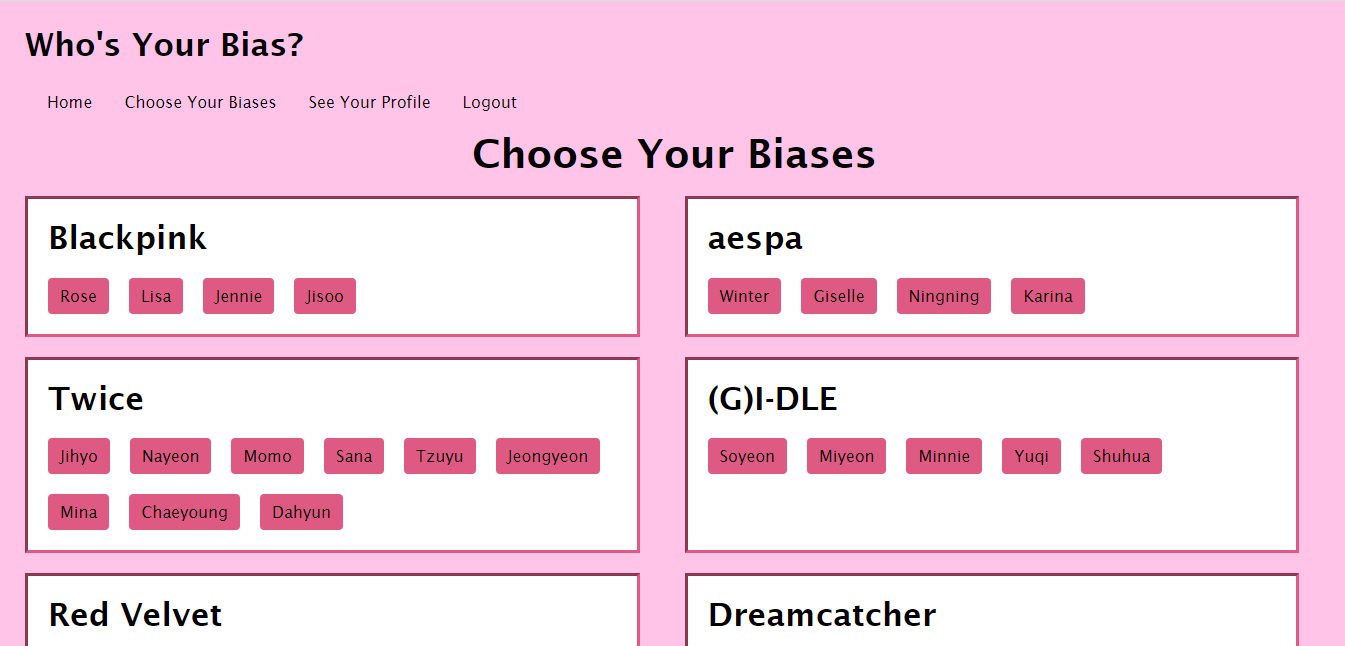 Who's Your Bias?
Home Choose Your Biases See Your Profile Logout
Choose Your Biases
Blackpink
Rose Lisa Jennie Jisoo
aespa
Winter Giselle Ningning Karina
Twice
Jihyo Nayeon Momo Sana Tzuyu Jeongyeon
Mina Chaeyoung Dahyun
(G)I-DLE
Soyeon Miyeon Minnie Yuqi Shuhua
Red Velvet
Dreamcatcher